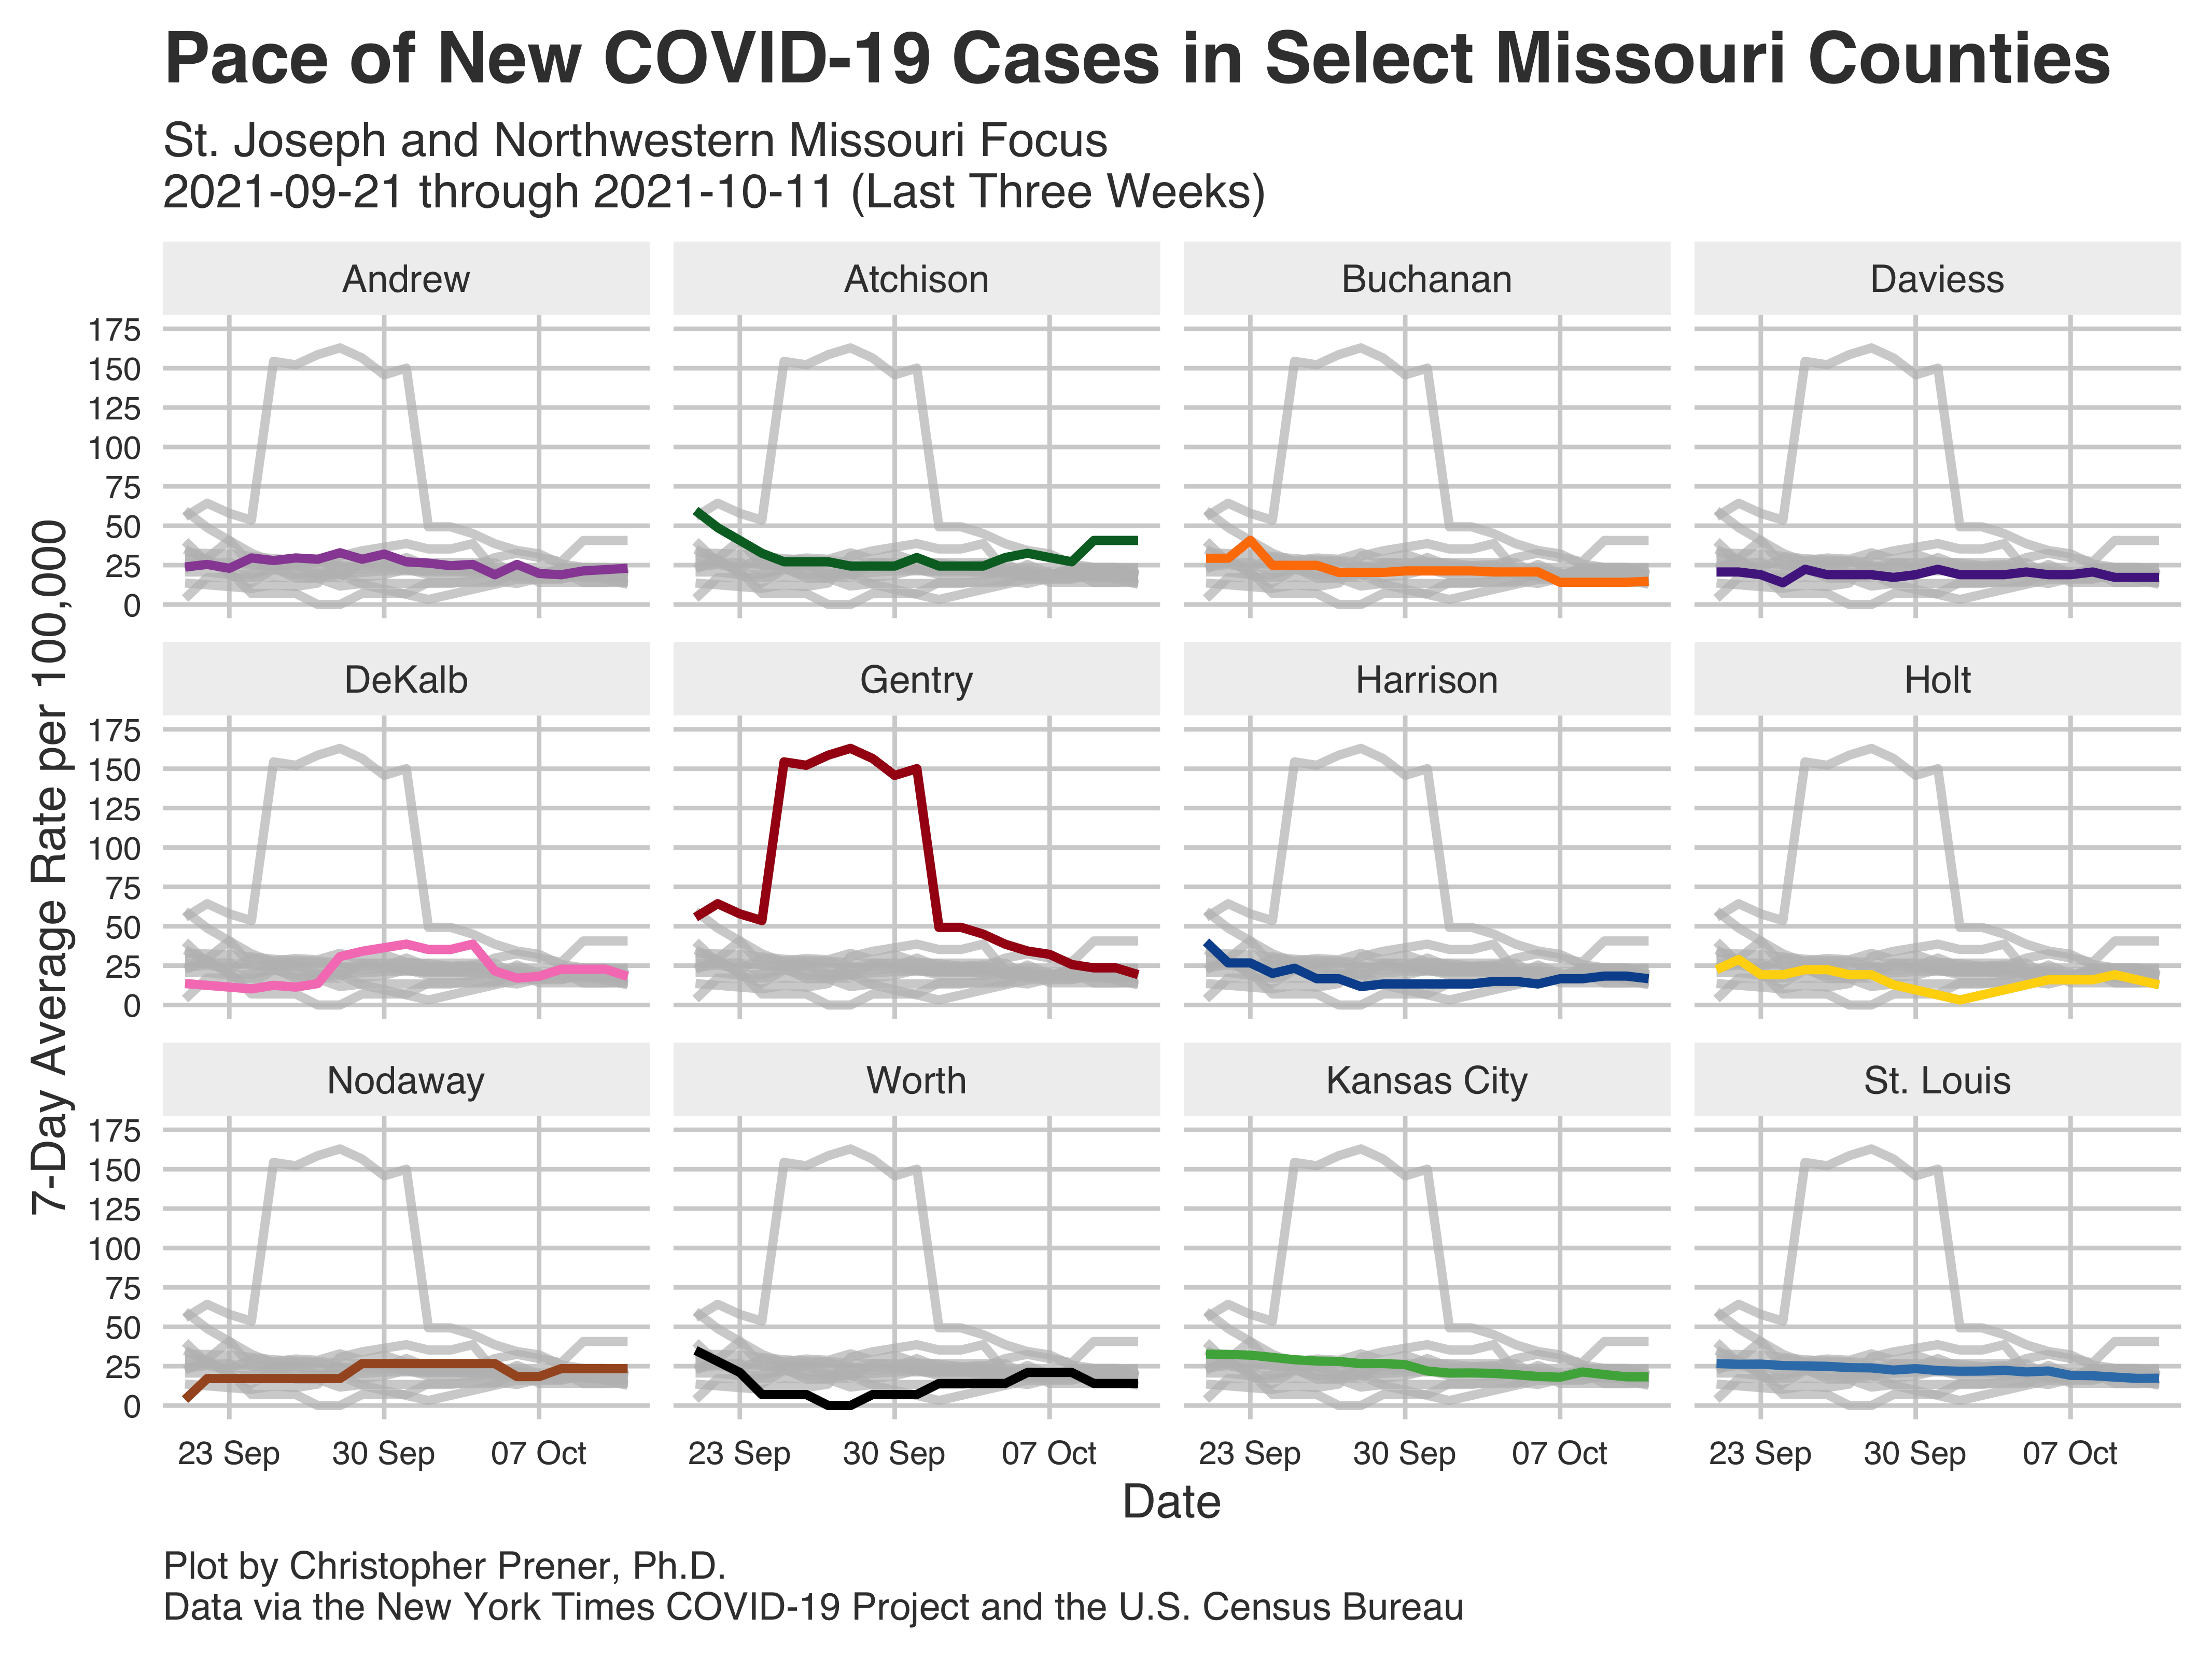 Pace of New COVID-19 Cases in Select Missouri Counties
St. Joseph and Northwestern Missouri Focus
2021-09-21 through 2021-10-11 (Last Three Weeks)
7-Day Average Rate per 100,000
Andrew
Atchison
Buchanan
Daviess
175
150
125
100
75
50
25
0
DeKalb
Gentry
Harrison
Holt
175
150
125
100
75
50
25
0
Nodaway
Worth
Kansas City
St. Louis
175
150
125
100
75
50
25
0
23 Sep 30 Sep 07 Oct
23 Sep 30 Sep 07 Oct
23 Sep 30 Sep 07 Oct
23 Sep 30 Sep 07 Oct
Date
Plot by Christopher Prener, Ph.D.
Data via the New York Times COVID-19 Project and the U.S. Census Bureau